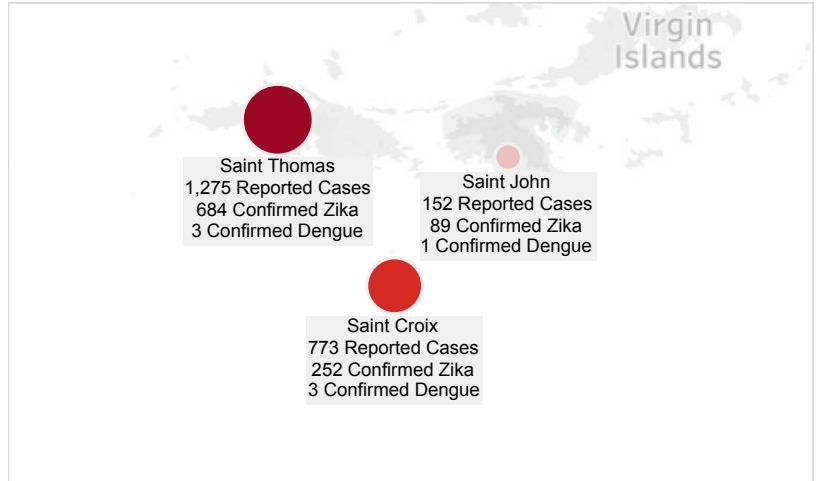 Virgin
Islands
Saint Thomas
1,275 Reported Cases
684 Confirmed Zika
3 Confirmed Dengue
Saint John
152 Reported Cases
89 Confirmed Zika
1 Confirmed Dengue
Saint Croix
773 Reported Cases
252 Confirmed Zika
3 Confirmed Dengue